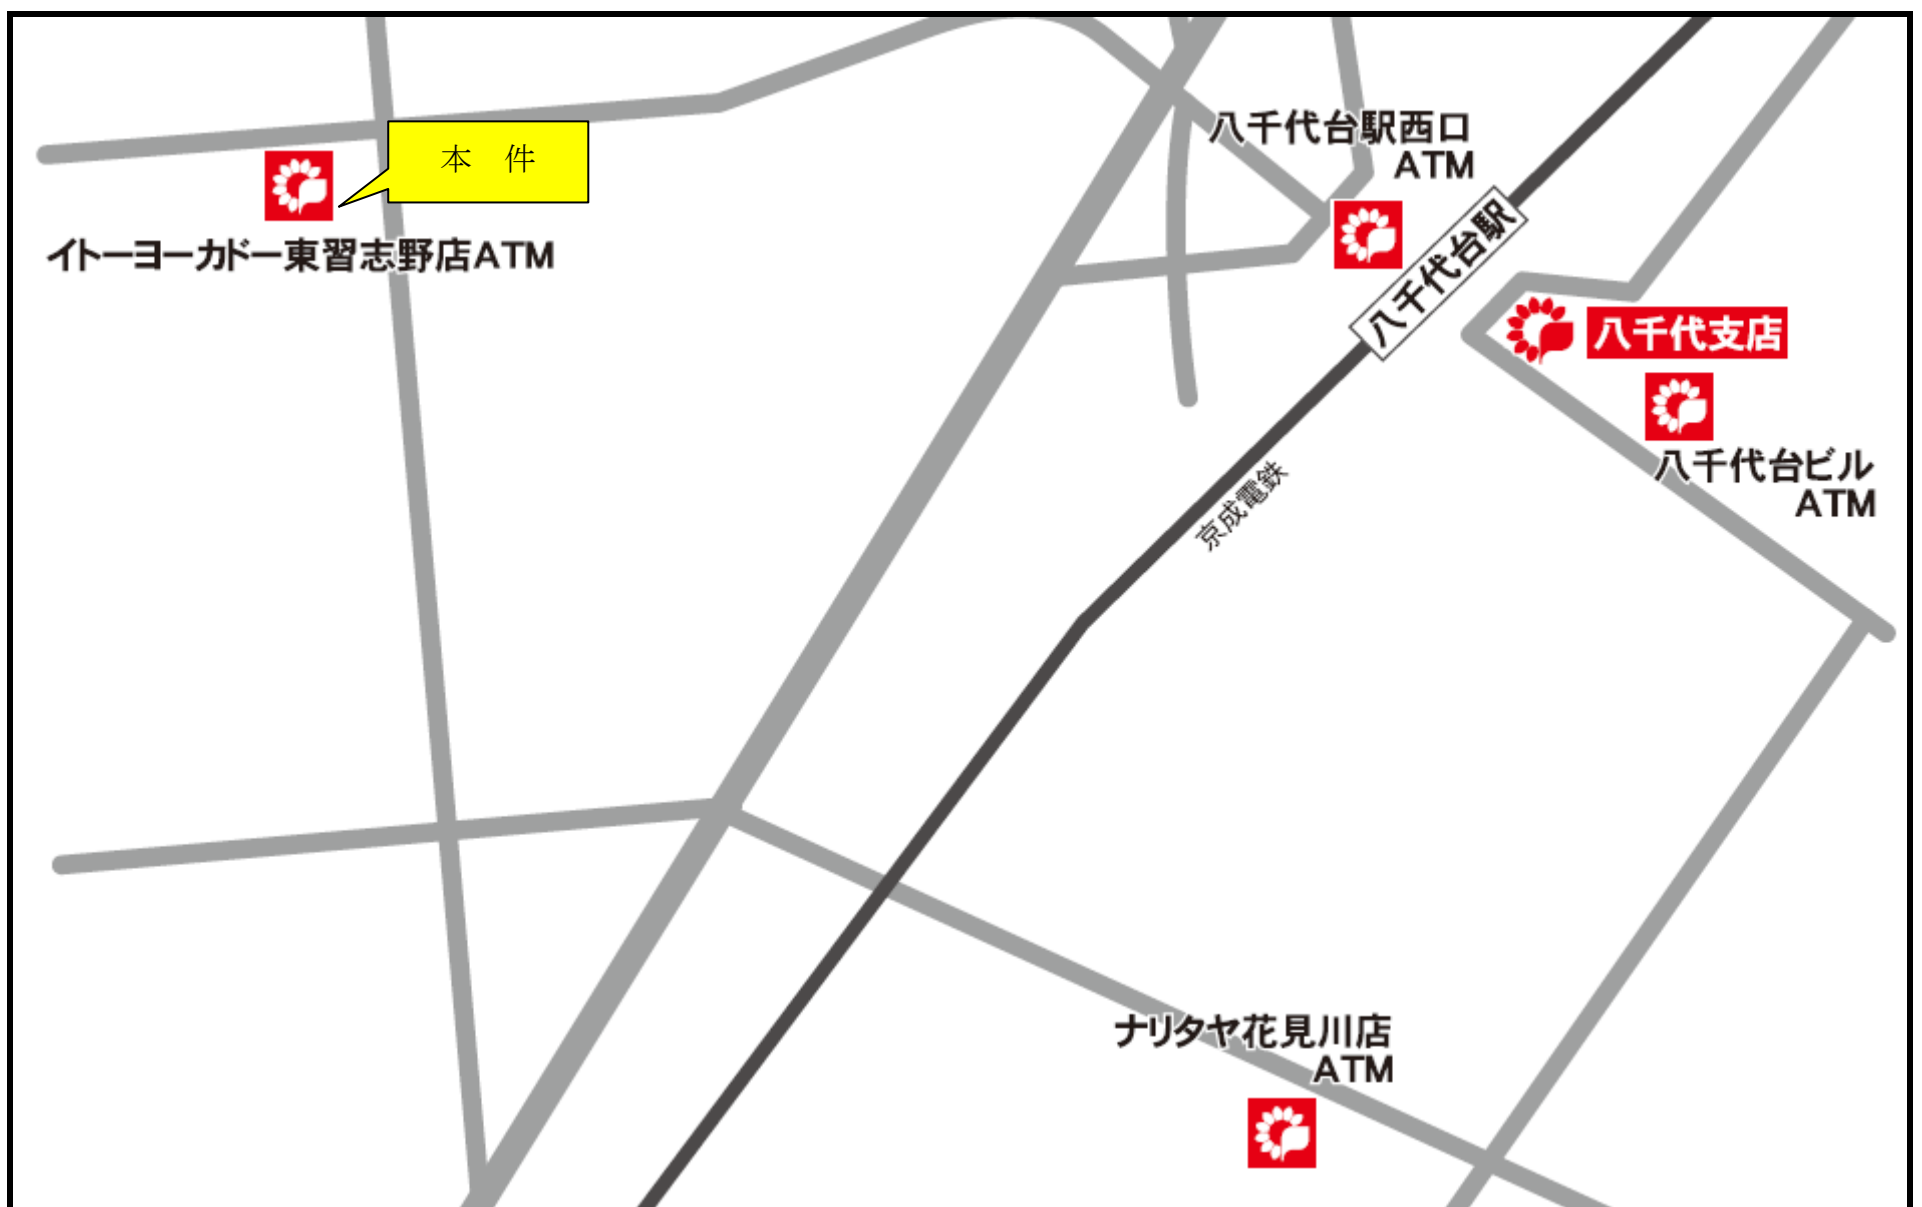 八千代台駅西口
ATM
本　件
イトーヨーカドー東習志野店ATM
八千代台駅
八千代支店
八千代台ビル
ATM
京成電鉄
ナリタヤ花見川店
ATM